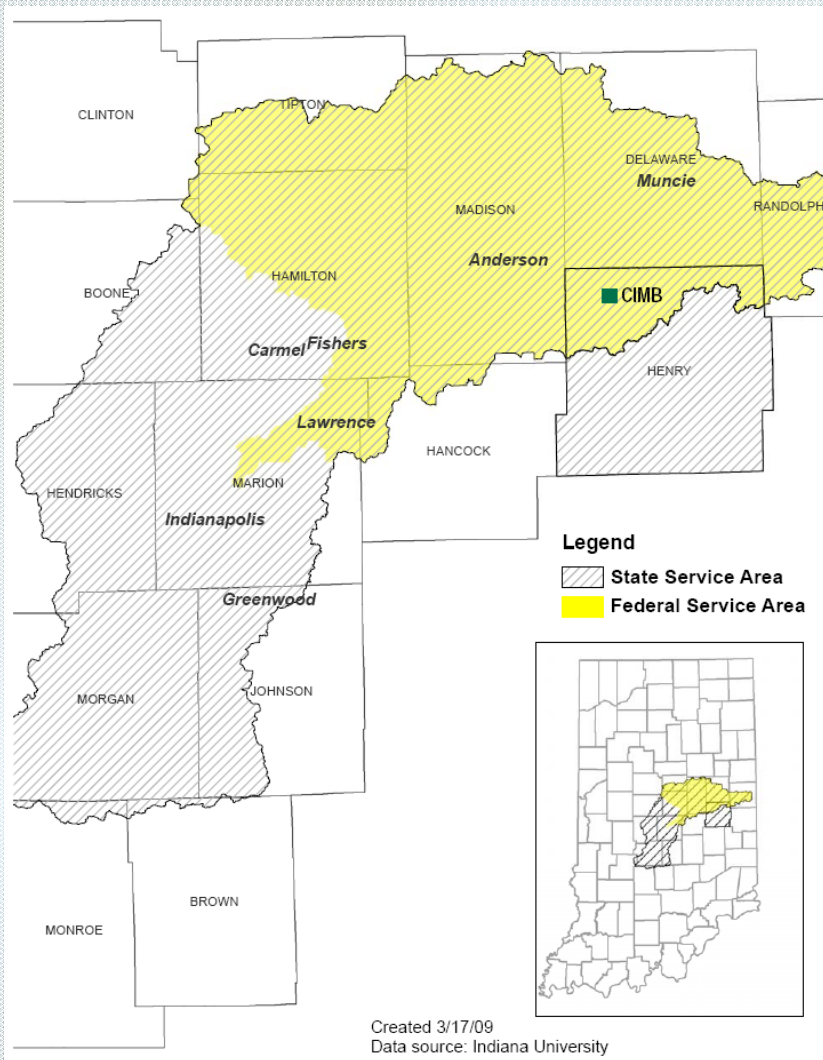 CLINTON
TIPTON
DELAWARE
Muncie
MADISON
RANDOLPH
Anderson
HAMILTON
BOONE
CIMB
Carmel
Fishers
HENRY
Lawrence
HANCOCK
MARION
HENDRICKS
Indianapolis
Greenwood
MORGAN
JOHNSON
BROWN
MONROE
Legend
State Service Area
Federal Service Area
Created 3/17/09
Data source: Indiana University